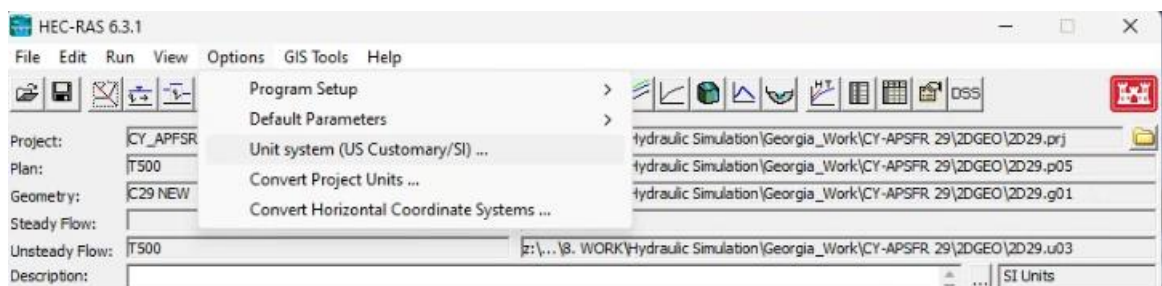 HEC-RAS 6.3.1
File Edit Run View Options GIS Tools Help
Program Setup
Default Parameters
Unit system (US Customary/SI) ...
Convert Project Units ...
Convert Horizontal Coordinate Systems ...
HT DSS
Project: CY_APFSR Hydraulic Simulation\Georgia_Work\CY-APSFR 29\2DGEO\2D29.prj
Plan: T500 Hydraulic Simulation\Georgia_Work\CY-APSFR 29\2DGEO\2D29.p05
Geometry: C29 NEW Hydraulic Simulation\Georgia_Work\CY-APSFR 29\2DGEO\2D29.g01
Steady Flow:
Unsteady Flow: T500 z:\...\8. WORK\Hydraulic Simulation\Georgia_Work\CY-APSFR 29\2DGEO\2D29.u03
Description: ... SI Units